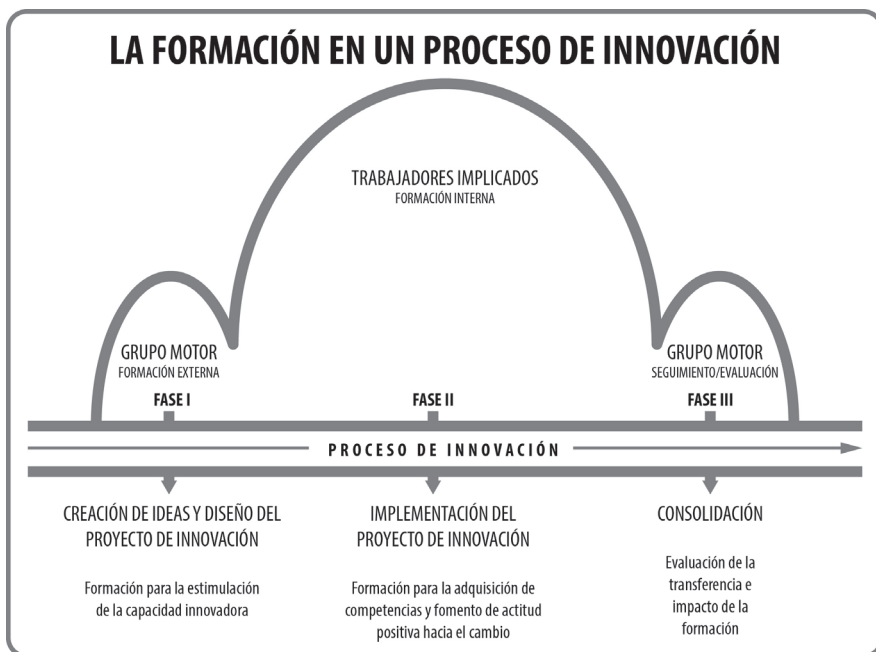 LA FORMACIÓN EN UN PROCESO DE INNOVACIÓN
TRABAJADORES IMPLICADOS
FORMACIÓN INTERNA
GRUPO MOTOR
FORMACIÓN EXTERNA
GRUPO MOTOR
SEGUIMIENTO/EVALUACIÓN
FASE I
FASE II
FASE III
PROCESO DE INNOVACIÓN
CREACIÓN DE IDEAS Y DISEÑO DEL
PROYECTO DE INNOVACIÓN
Formación para la estimulación
de la capacidad innovadora
IMPLEMENTACIÓN DEL
PROYECTO DE INNOVACIÓN
Formación para la adquisición de
competencias y fomento de actitud
positiva hacia el cambio
CONSOLIDACIÓN
Evaluación de la
transferencia e
impacto de la
formación